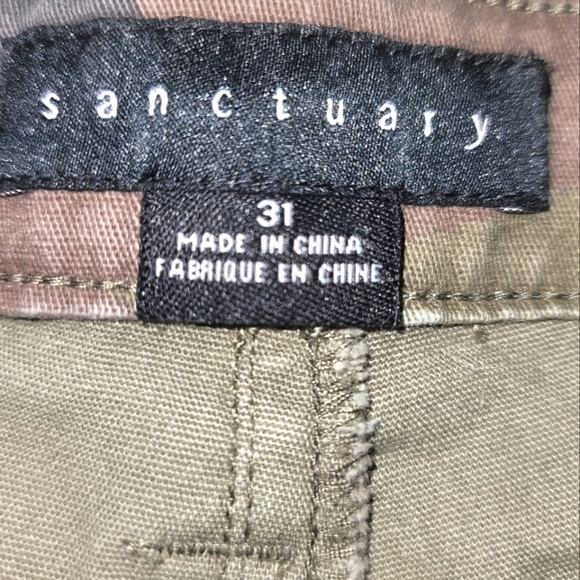 sanctuary
31
MADE IN CHINA
FABRIQUE EN CHINE